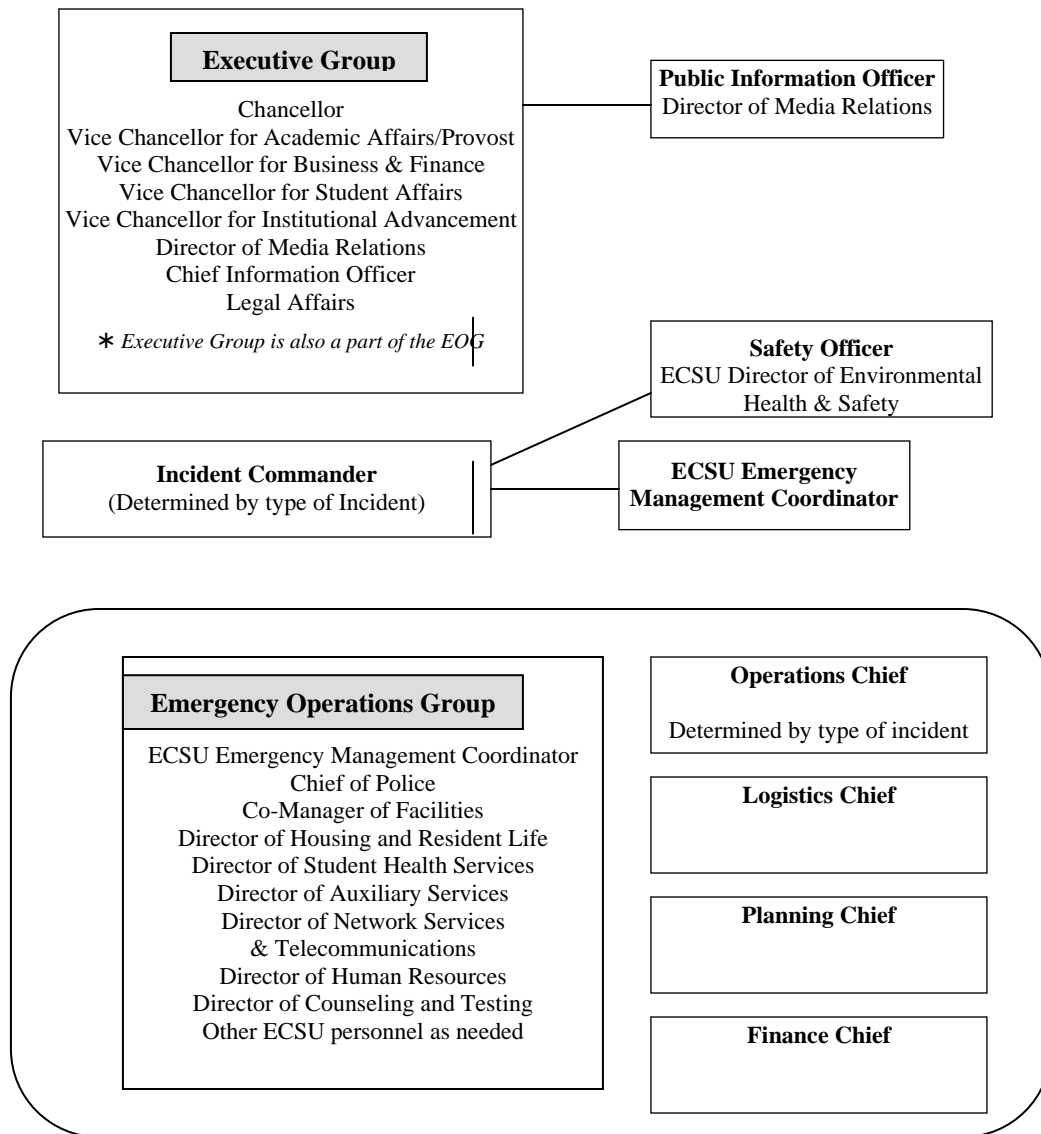 Executive Group
Chancellor
Vice Chancellor for Academic Affairs/Provost
Vice Chancellor for Business & Finance
Vice Chancellor for Student Affairs
Vice Chancellor for Institutional Advancement
Director of Media Relations
Chief Information Officer
Legal Affairs
* Executive Group is also a part of the EOG
Public Information Officer
Director of Media Relations
Safety Officer
ECSU Director of Environmental
Health & Safety
Incident Commander
(Determined by type of Incident)
ECSU Emergency
Management Coordinator
Emergency Operations Group
ECSU Emergency Management Coordinator
Chief of Police
Co-Manager of Facilities
Director of Housing and Resident Life
Director of Student Health Services
Director of Auxiliary Services
Director of Network Services
& Telecommunications
Director of Human Resources
Director of Counseling and Testing
Other ECSU personnel as needed
Operations Chief
Determined by type of incident
Logistics Chief
Planning Chief
Finance Chief